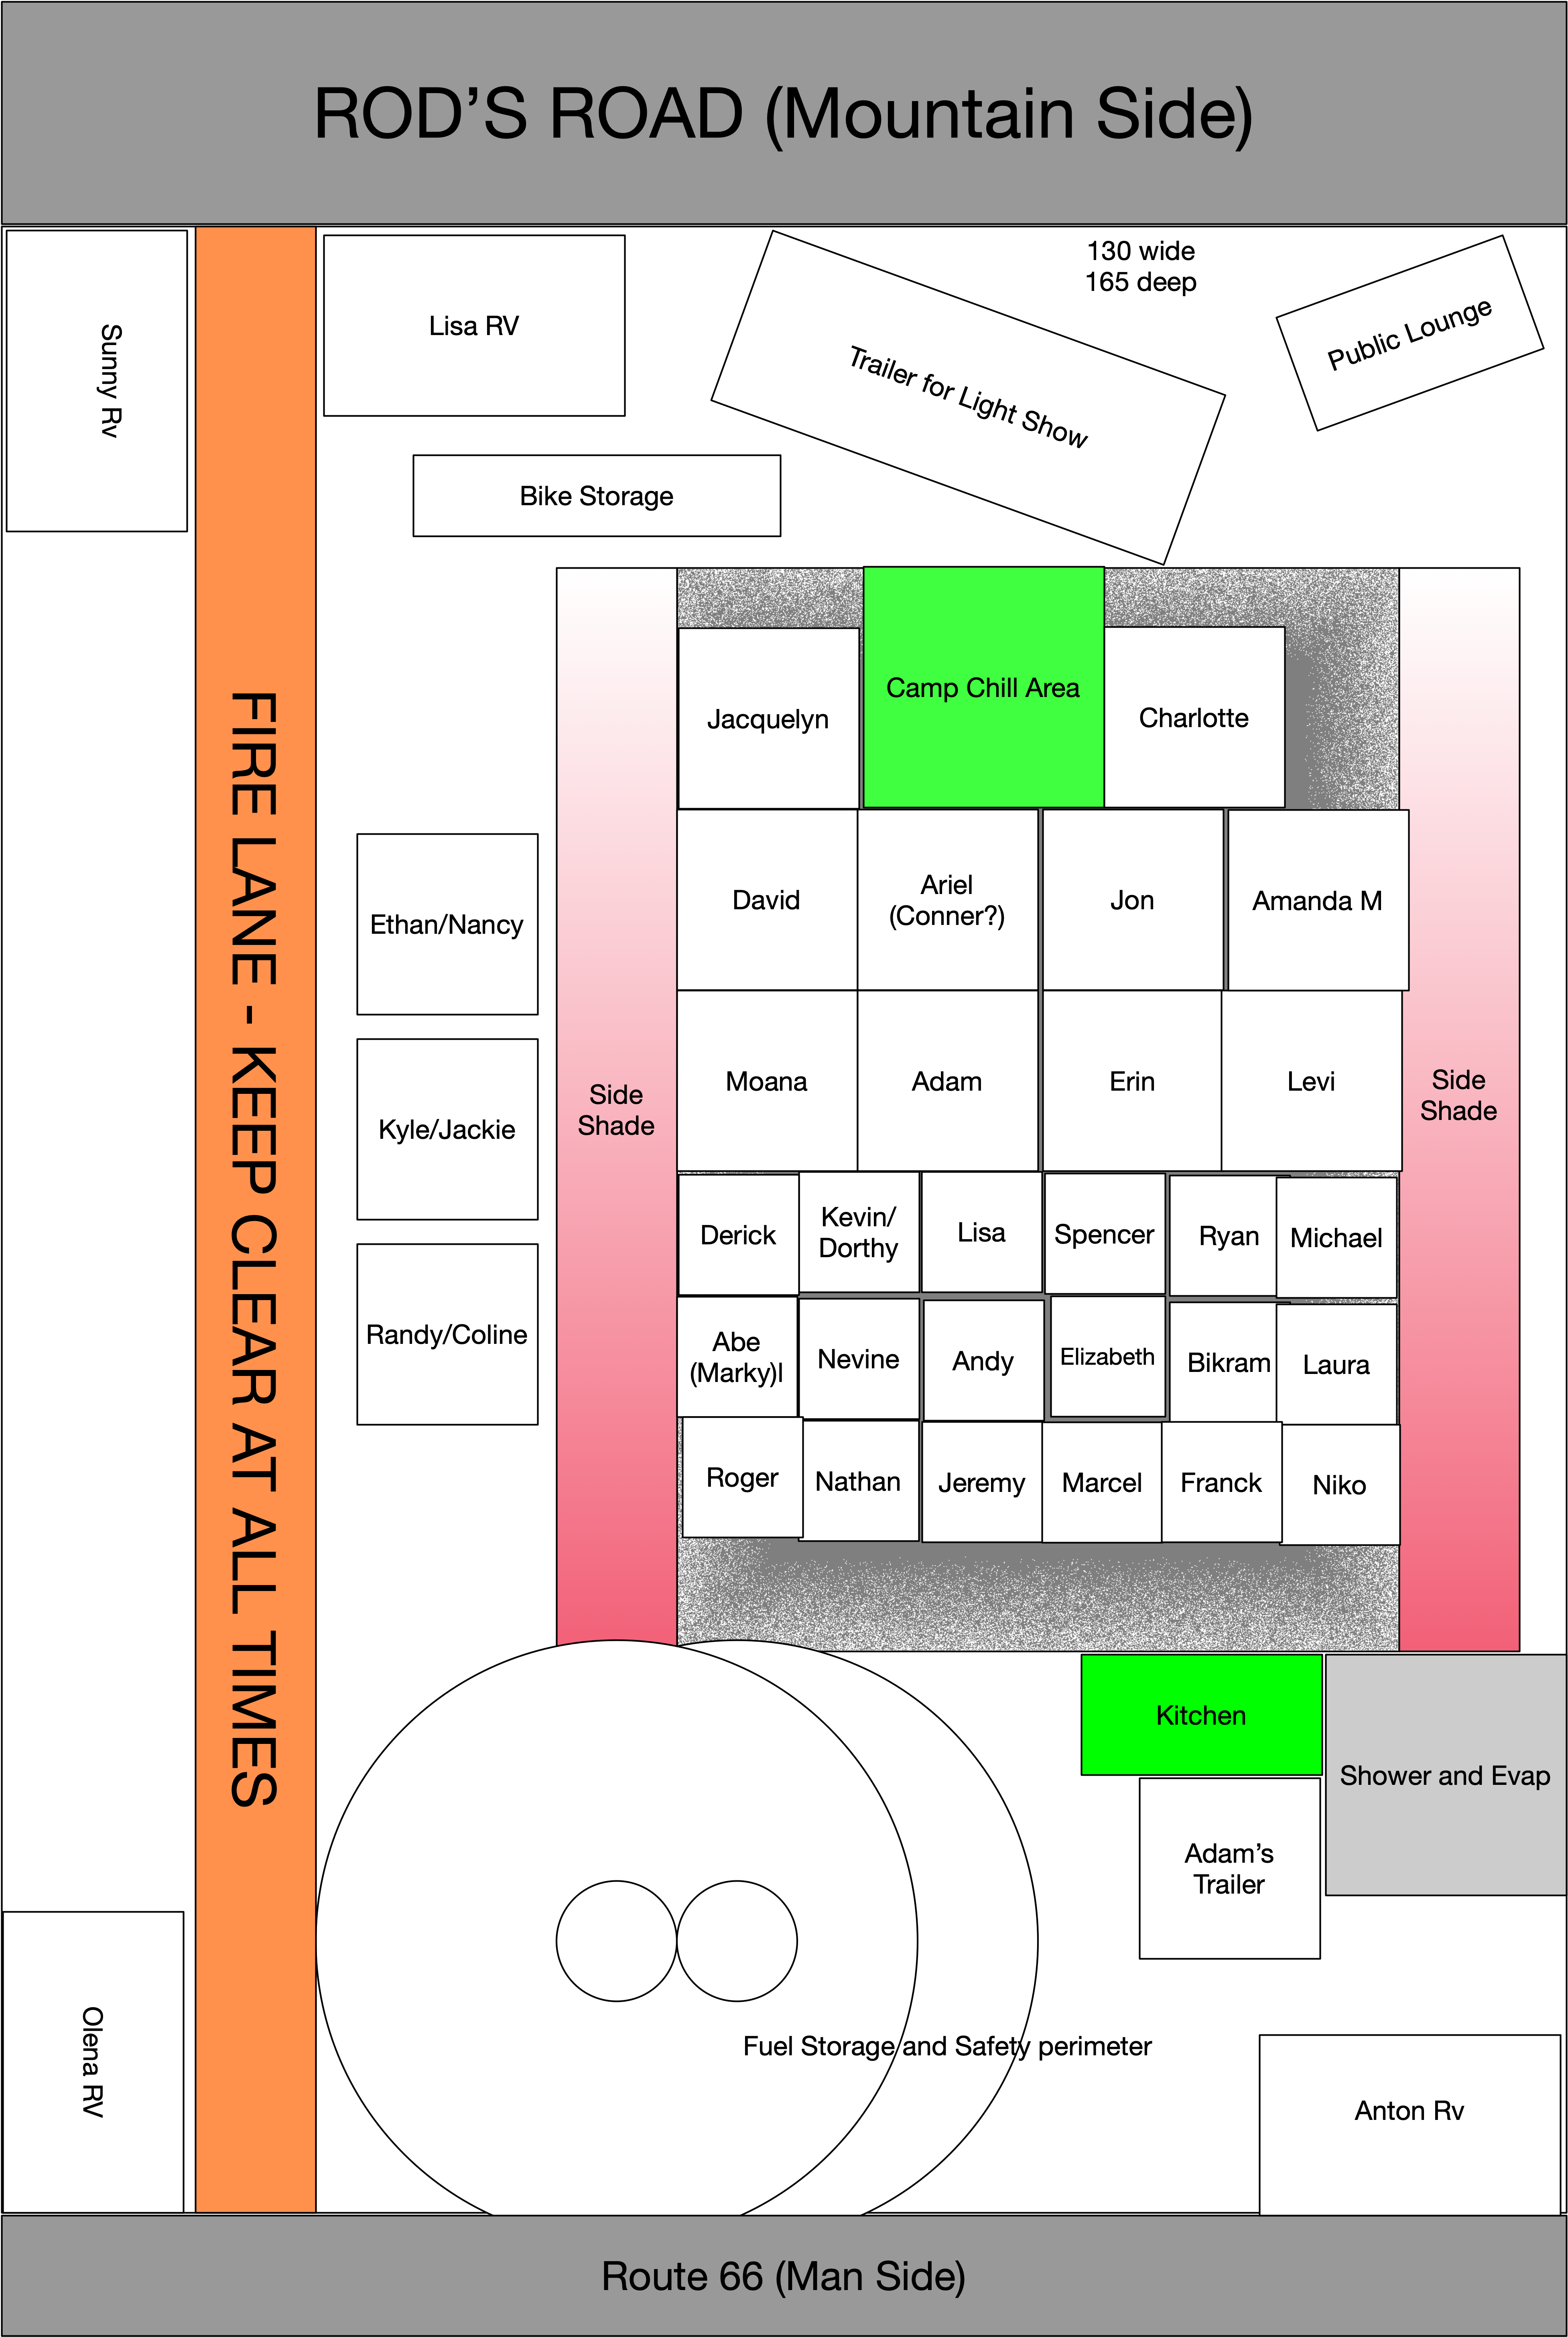 ROD’S ROAD (Mountain Side)
130 wide
165 deep
Sunny Rv
Lisa RV
Trailer for Light Show
Public Lounge
Bike Storage
FIRE LANE - KEEP CLEAR AT ALL TIMES
Jacquelyn
Camp Chill Area
Charlotte
David
Ariel
(Conner?)
Jon
Amanda M
Ethan/Nancy
Moana
Adam
Erin
Levi
Side
Shade
Side
Shade
Kyle/Jackie
Derick
Kevin/
Dorthy
Lisa
Spencer
Ryan
Michael
Randy/Coline
Abe
(Marky)l
Nevine
Andy
Elizabeth
Bikram
Laura
Roger
Nathan
Jeremy
Marcel
Franck
Niko
Kitchen
Shower and Evap
Adam’s
Trailer
Olena RV
Fuel Storage and Safety perimeter
Anton Rv
Route 66 (Man Side)